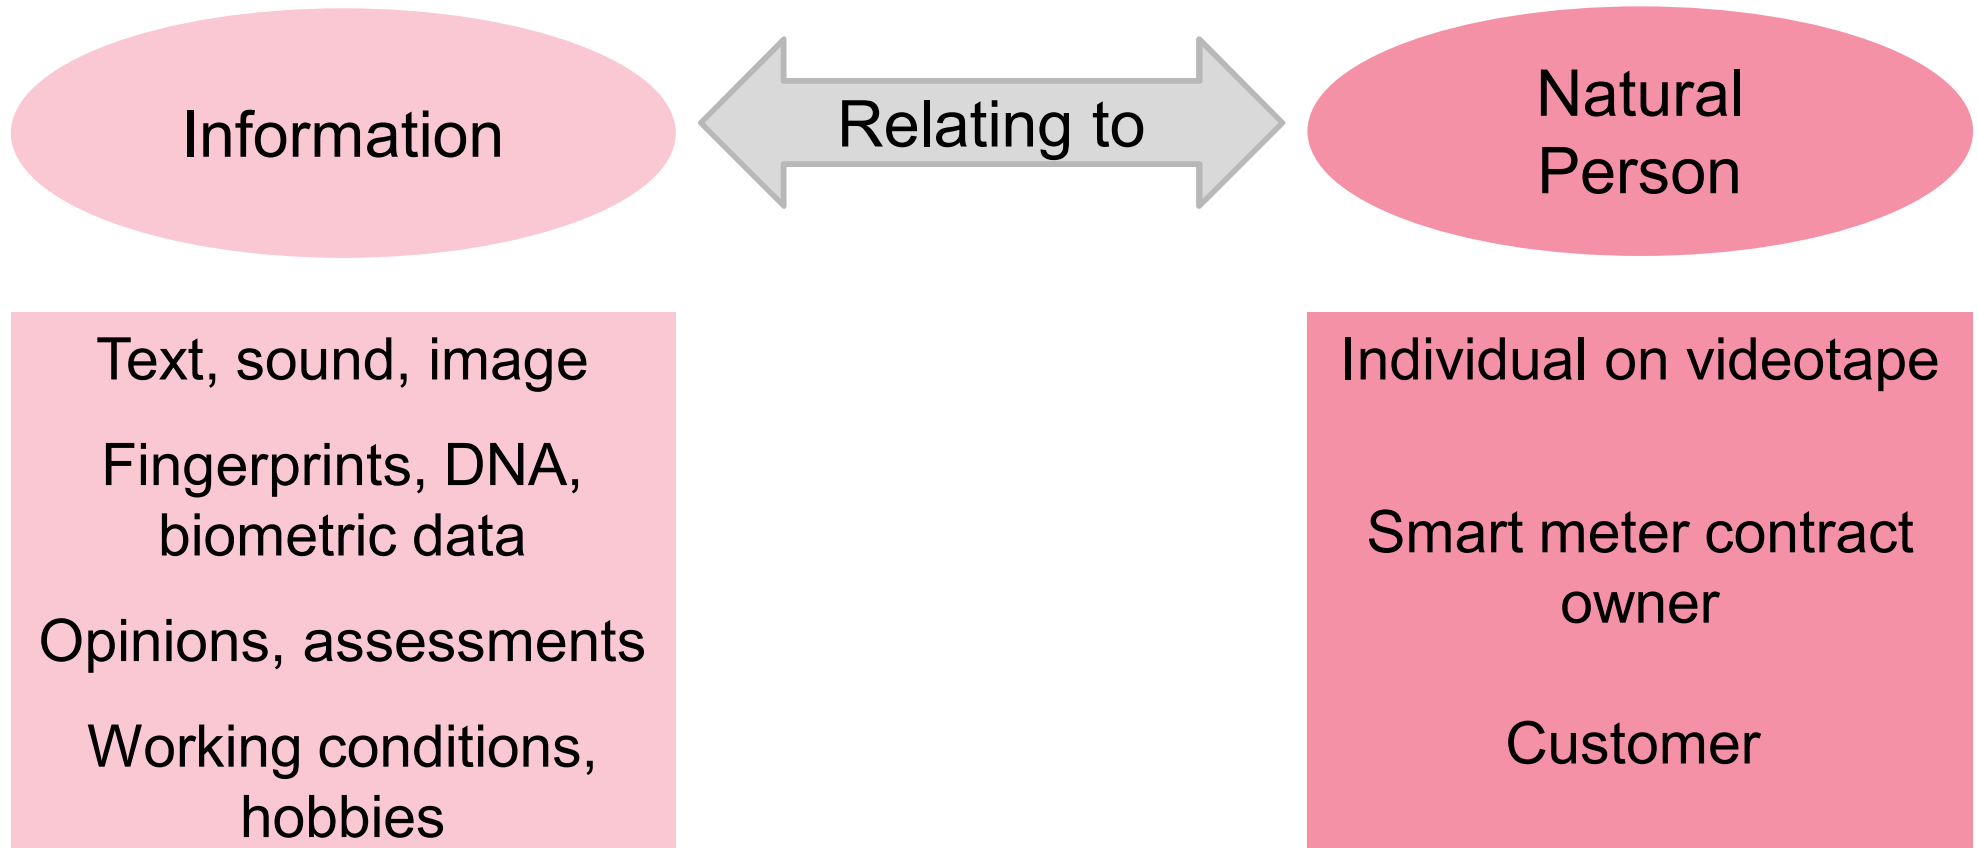 Information
Relating to
Natural
Person
Text, sound, image
Fingerprints, DNA,
biometric data
Opinions, assessments
Working conditions,
hobbies
Individual on videotape
Smart meter contract
owner
Customer